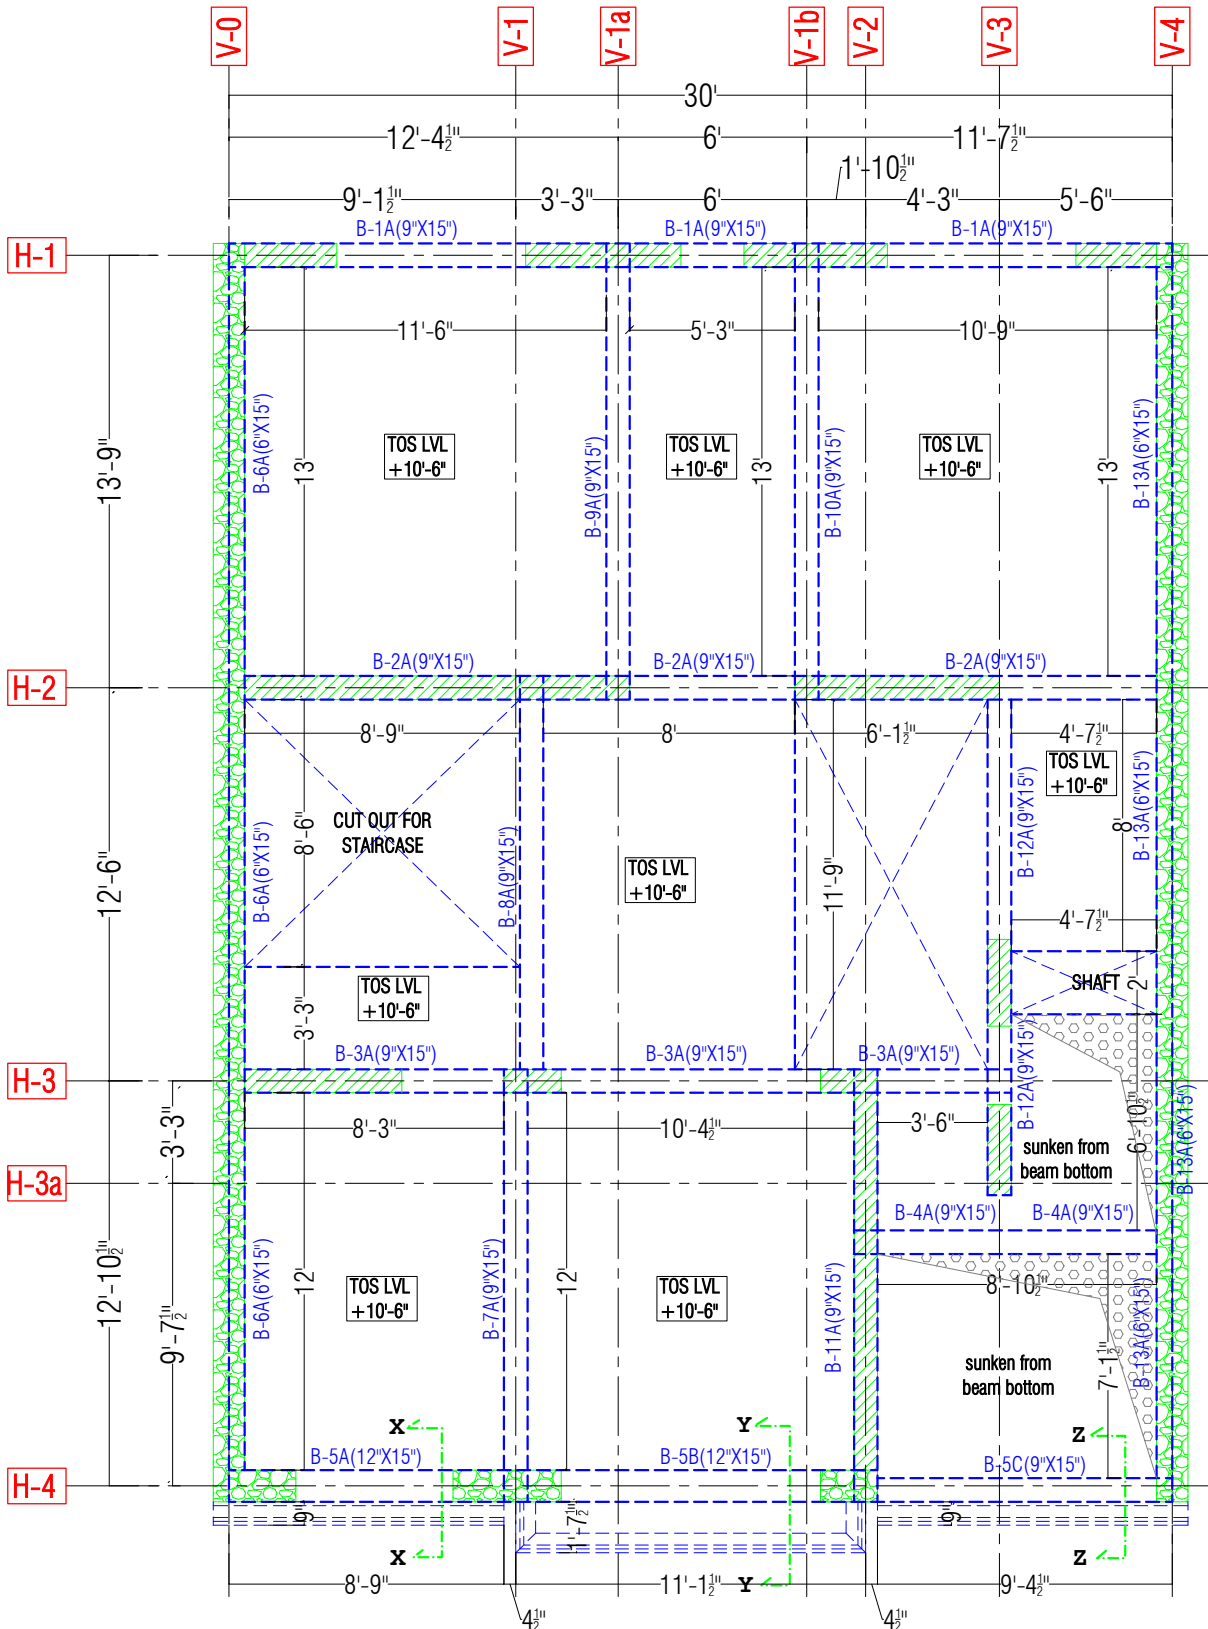 V-0
V-1
V-1a
V-1b
V-2
V-3
V-4
30'
12'-4½"
6'
11'-7½"
1'-10½"
9'-1½"
3'-3"
6'
4'-3"
5'-6"
B-1A(9"X15")
B-1A(9"X15")
B-1A(9"X15")
H-1
11'-6"
5'-3"
10'-9"
13'-9"
B-6A(6"X15")
13'
TOS LVL
+10'-6"
B-9A(9"X15")
TOS LVL
+10'-6"
13'
B-10A(9"X15")
TOS LVL
+10'-6"
13'
B-13A(6"X15")
B-2A(9"X15")
B-2A(9"X15")
B-2A(9"X15")
H-2
8'-9"
8'
6'-1½"
4'-7½"
TOS LVL
+10'-6"
12'-6"
B-6A(6"X15")
8'-6"
CUT OUT FOR
STAIRCASE
B-8A(9"X15")
TOS LVL
+10'-6"
11'-9"
B-12A(9"X15")
8'
B-13A(6"X15")
4'-7½"
TOS LVL
+10'-6"
3'-3"
SHAFT
2'
B-3A(9"X15")
B-3A(9"X15")
B-3A(9"X15")
B-12A(9"X15")
H-3
3'-3"
8'-3"
10'-4½"
3'-6"
6'-10½"
B-13A(6"X15")
sunken from
beam bottom
H-3a
B-4A(9"X15")
B-4A(9"X15")
12'-10½"
9'-7½"
B-6A(6"X15")
12'
TOS LVL
+10'-6"
B-7A(9"X15")
12'
TOS LVL
+10'-6"
B-11A(9"X15")
8'-10½"
sunken from
beam bottom
7'-1½"
B-13A(6"X15")
X
Y
Z
B-5A(12"X15")
B-5B(12"X15")
B-5C(9"X15")
H-4
9"
1'-7½"
9"
X
Y
Z
8'-9"
11'-1½"
9'-4½"
4½"
4½"